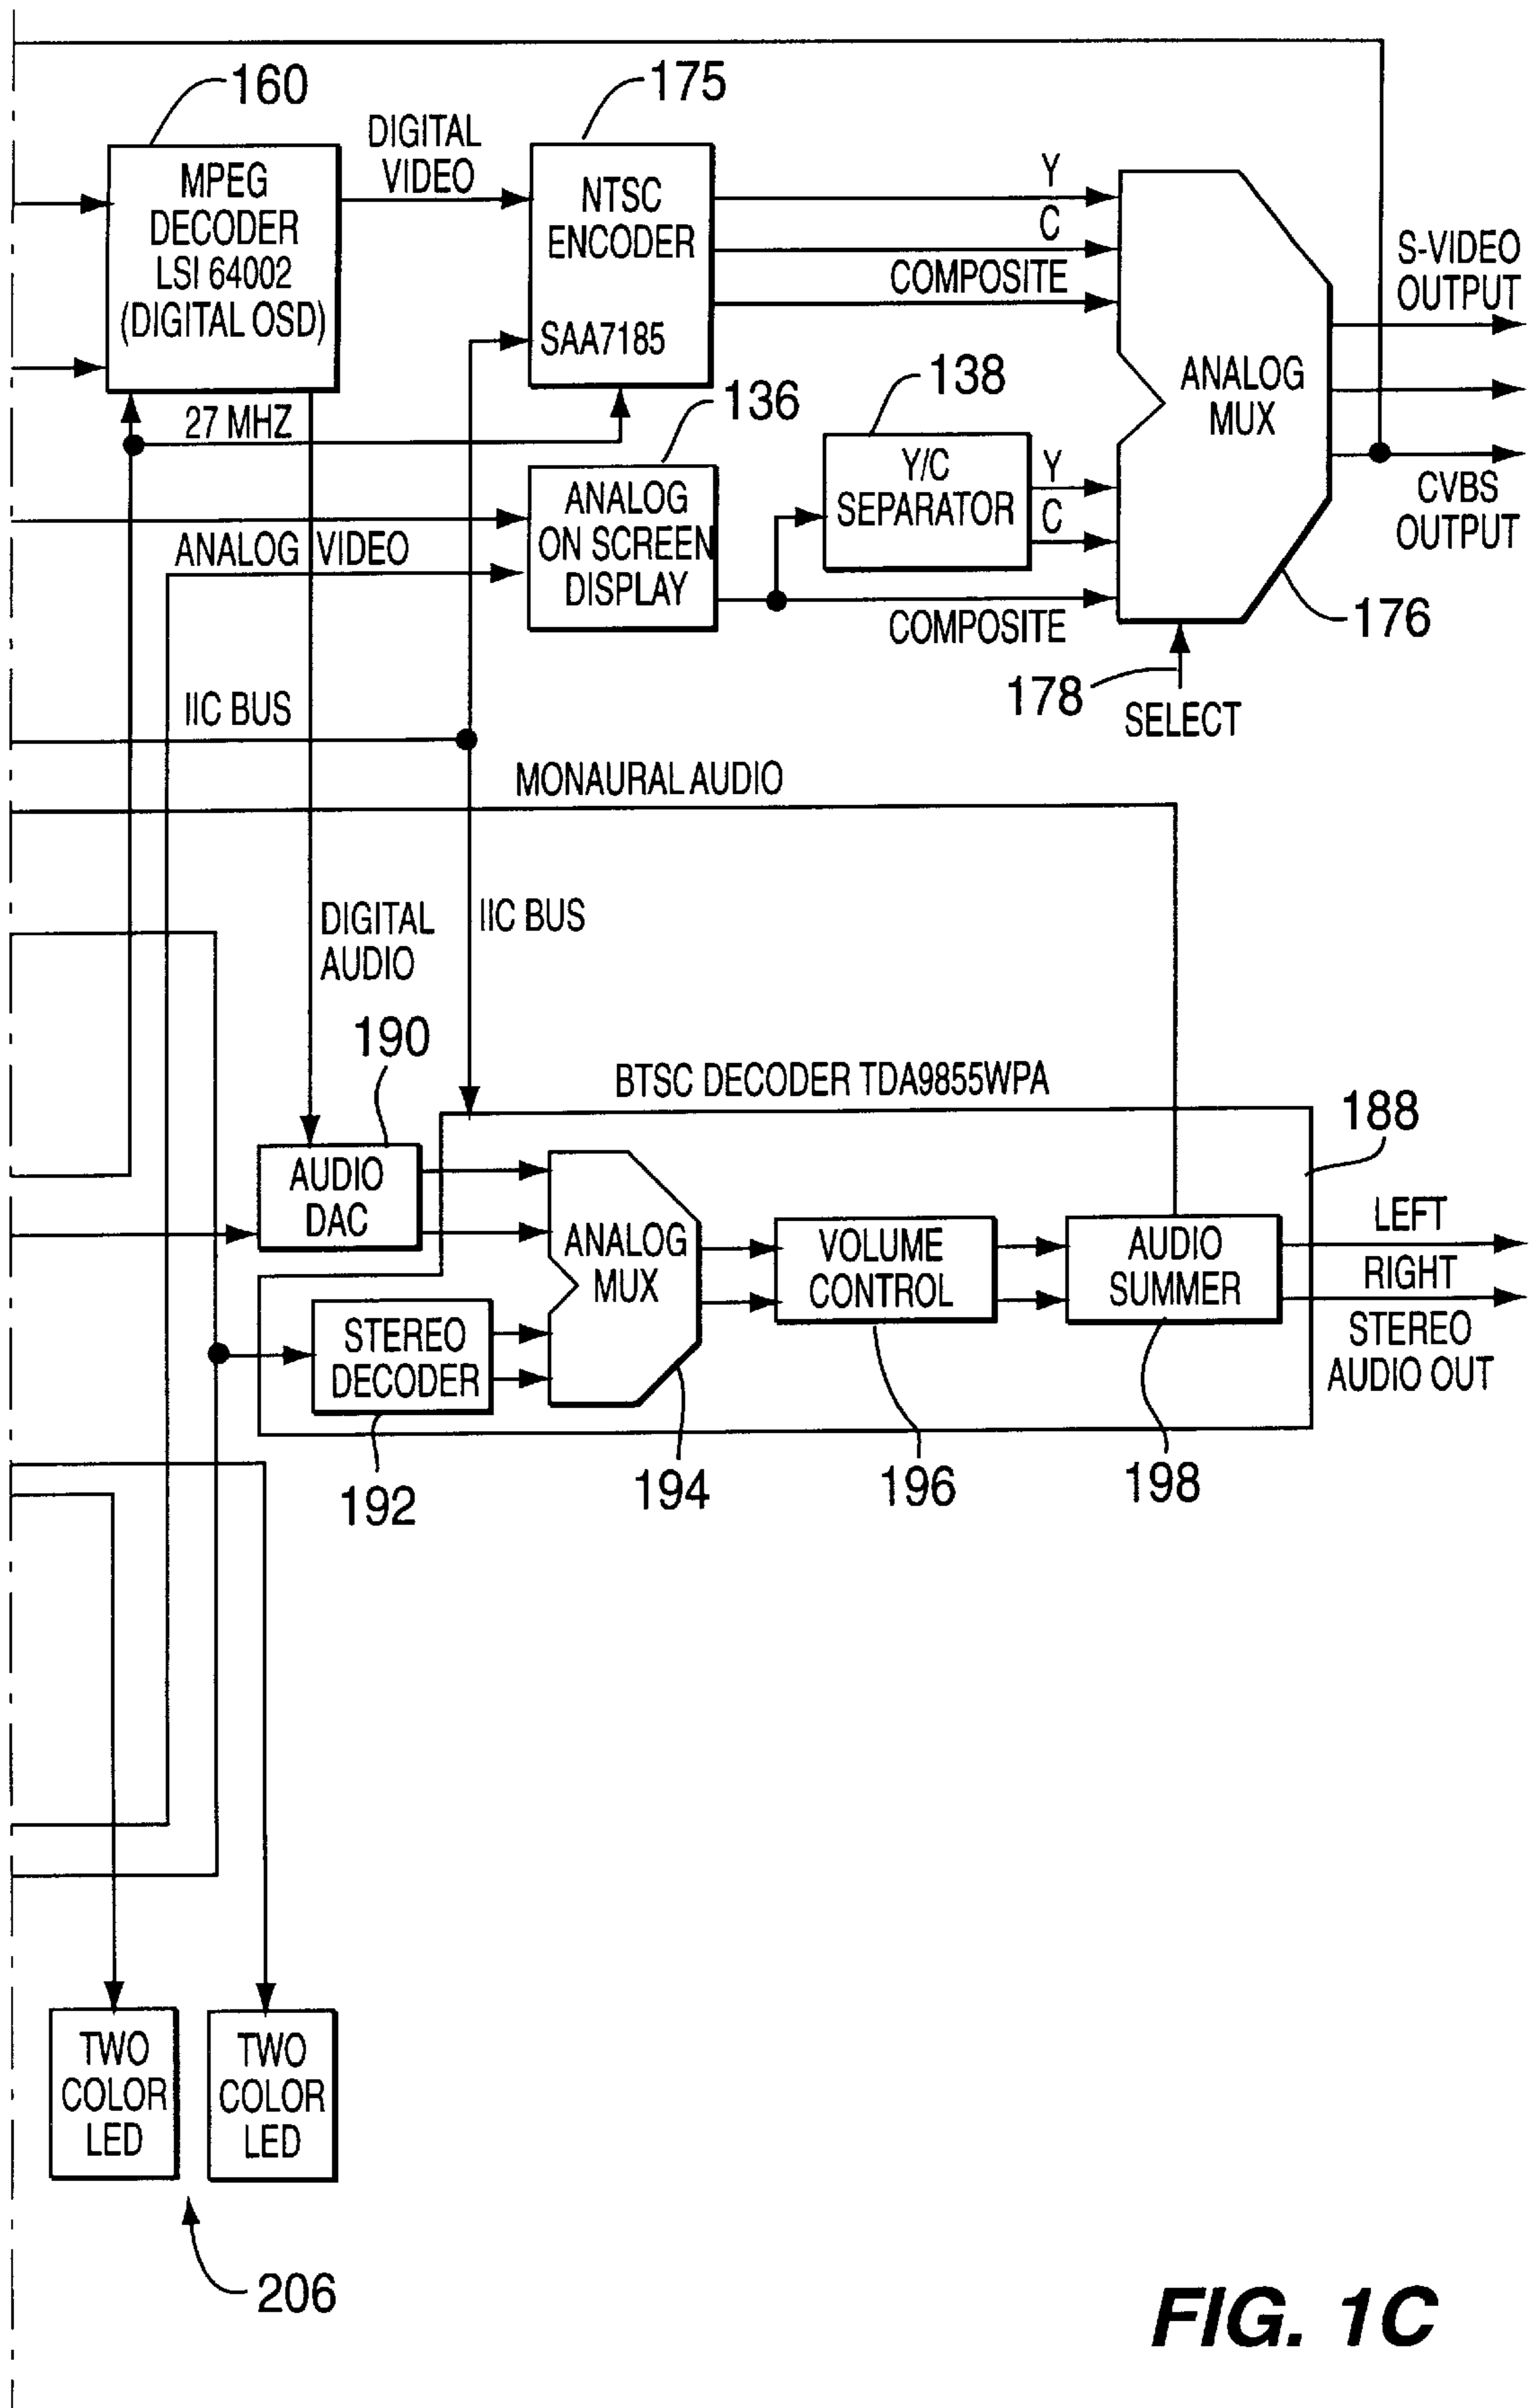 160
175
DIGITAL
VIDEO
MPEG
DECODER
LSI 64002
(DIGITAL OSD)
NTSC
ENCODER
SAA7185
Y
C
COMPOSITE
S-VIDEO
OUTPUT
ANALOG
MUX
27 MHZ
136
138
ANALOG
ON SCREEN
DISPLAY
Y/C
SEPARATOR
Y
C
CVBS
OUTPUT
ANALOG VIDEO
COMPOSITE
176
178
SELECT
IIC BUS
MONAURAL AUDIO
DIGITAL
AUDIO
IIC BUS
190
BTSC DECODER TDA9855WPA
188
AUDIO
DAC
ANALOG
MUX
VOLUME
CONTROL
AUDIO
SUMMER
LEFT
RIGHT
STEREO
AUDIO OUT
STEREO
DECODER
192
194
196
198
TWO
COLOR
LED
TWO
COLOR
LED
206
FIG. 1C